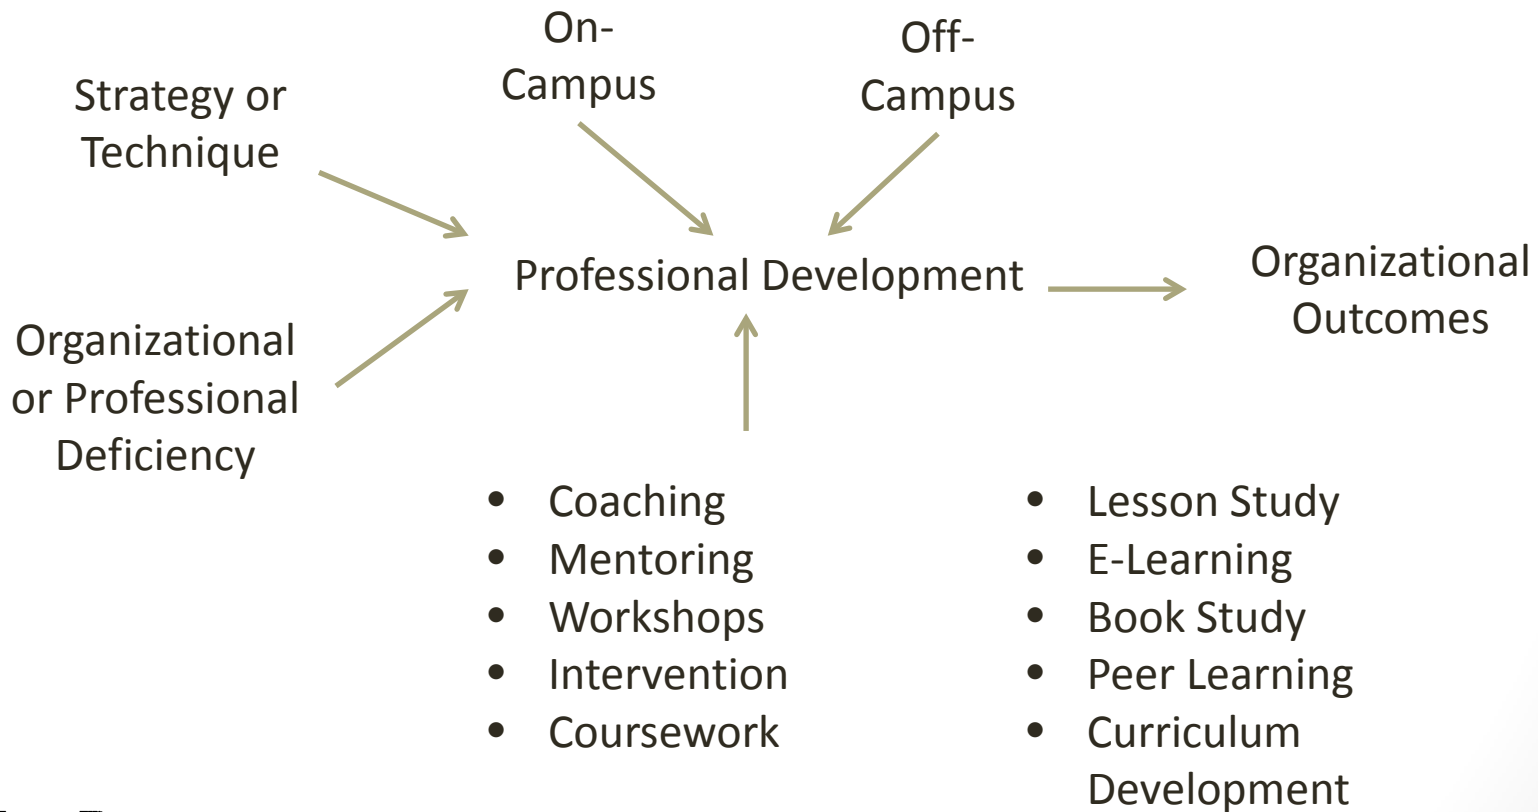 On-
Campus
Off-
Campus
Strategy or
Technique
Professional Development
Organizational
Outcomes
Organizational
or Professional
Deficiency
• Coaching
• Mentoring
• Workshops
• Intervention
• Coursework
• Lesson Study
• E-Learning
• Book Study
• Peer Learning
• Curriculum
Development